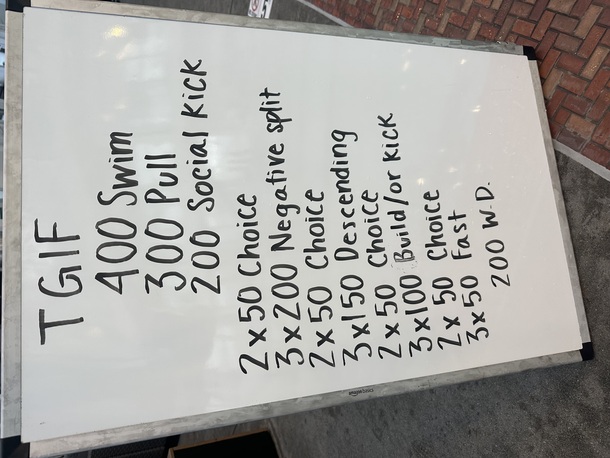 TGIF
400 Swim
300 Pull
200 Social Kick
2x50 Choice
3x200 Negative split
2x50 Choice
3x150 Descending
2x50 Choice
3x100 Build/or Kick
2x50 Choice
3x50 Fast
200 W.D.